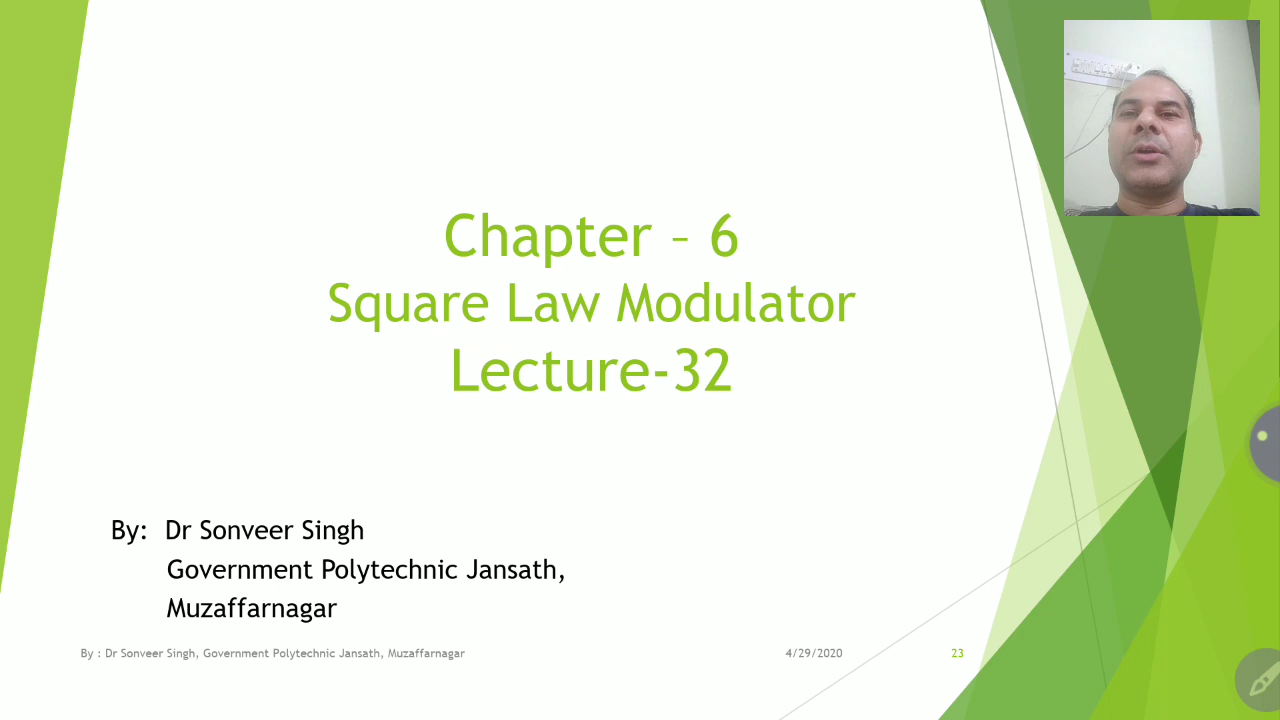 Chapter – 6
Square Law Modulator
Lecture-32
By: Dr Sonveer Singh
Government Polytechnic Jansath,
Muzaffarnagar
By : Dr Sonveer Singh, Government Polytechnic Jansath, Muzaffarnagar
4/29/2020
23